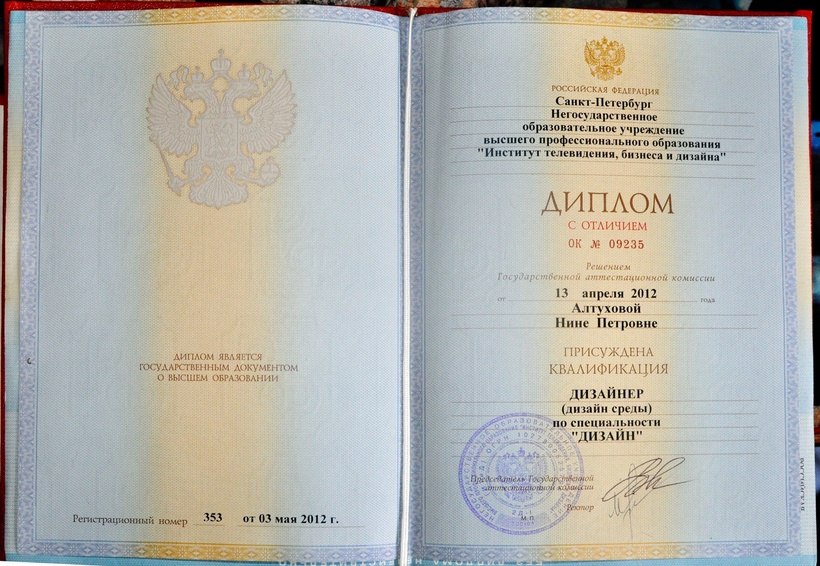 ДИПЛОМ ЯВЛЯЕТСЯ
ГОСУДАРСТВЕННЫМ ДОКУМЕНТОМ
О ВЫСШЕМ ОБРАЗОВАНИИ
Регистрационный номер 353 от 03 мая 2012 г.
РОССИЙСКАЯ ФЕДЕРАЦИЯ
Санкт-Петербург
Негосударственное
образовательное учреждение
высшего профессионального образования
"Институт телевидения, бизнеса и дизайна"
ДИПЛОМ
С ОТЛИЧИЕМ
ОК № 09235
Решением
Государственной аттестационной комиссии
от 13 апреля 2012 года
Алтуховой
Нине Петровне
ПРИСУЖДЕНА
КВАЛИФИКАЦИЯ
ДИЗАЙНЕР
(дизайн среды)
по специальности
"ДИЗАЙН"
Председатель Государственной
аттестационной комиссии
Ректор
М.П.